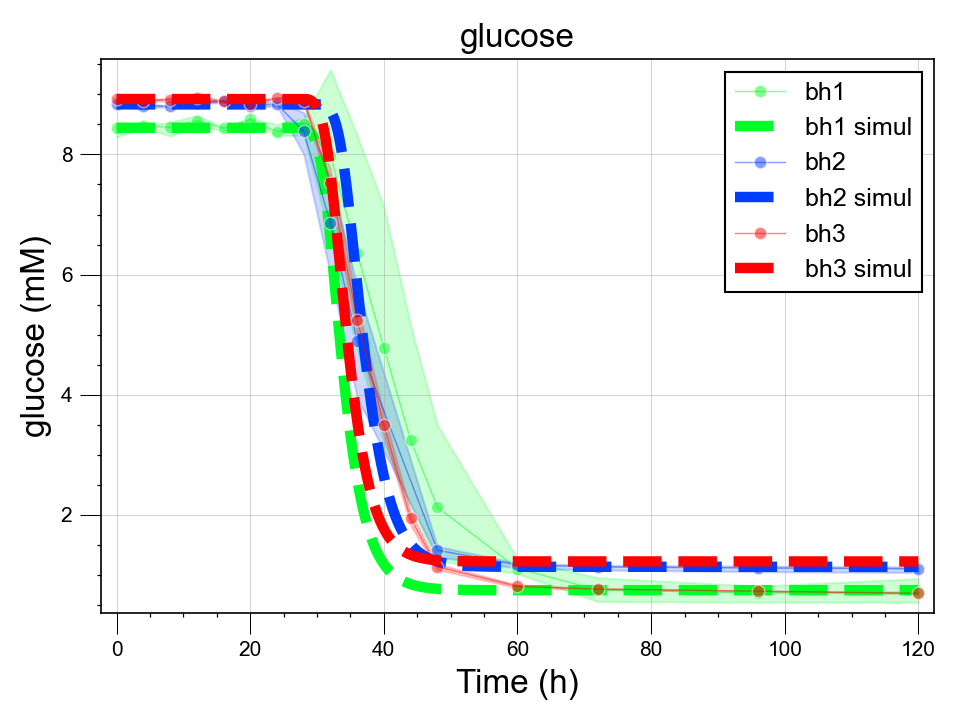 glucose
bh1
bh1 simul
bh2
bh2 simul
bh3
bh3 simul
glucose (mM)
8
6
4
2
0
20
40
60
80
100
120
Time (h)